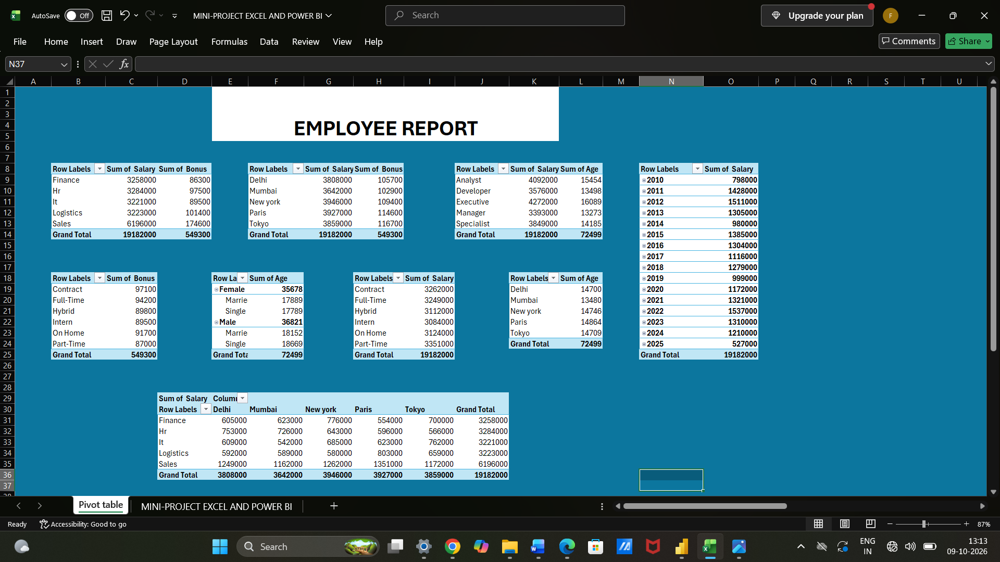 AutoSave Off MINI-PROJECT EXCEL AND POWER BI Search Upgrade your plan F
File Home Insert Draw Page Layout Formulas Data Review View Help Comments Share
N37 fx
A B C D E F G H I J K L M N O P Q R S T U
1
2
3
4 EMPLOYEE REPORT
5
6
7
8 Row Labels Sum of Salary Sum of Bonus Row Labels Sum of Salary Sum of Bonus Row Labels Sum of Salary Sum of Age Row Labels Sum of Salary
9 Finance 3258000 86300 Delhi 3808000 105700 Analyst 4092000 15454 2010 798000
10 Hr 3284000 97500 Mumbai 3642000 102900 Developer 3576000 13498 2011 1428000
11 It 3221000 89500 New york 3946000 109400 Executive 4272000 16089 2012 1511000
12 Logistics 3223000 101400 Paris 3927000 114600 Manager 3393000 13273 2013 1305000
13 Sales 6196000 174600 Tokyo 3859000 116700 Specialist 3849000 14185 2014 980000
14 Grand Total 19182000 549300 Grand Total 19182000 549300 Grand Total 19182000 72499 2015 1385000
15 2016 1304000
16 2017 1116000
17 2018 1279000
18 Row Labels Sum of Bonus Row La Sum of Age Row Labels Sum of Salary Row Labels Sum of Age 2019 999000
19 Contract 97100 Female 35678 Contract 3262000 Delhi 14700 2020 1172000
20 Full-Time 94200 Marrie 17889 Full-Time 3249000 Mumbai 13480 2021 1321000
21 Hybrid 89800 Single 17789 Hybrid 3112000 New york 14746 2022 1537000
22 Intern 89500 Male 36821 Intern 3084000 Paris 14864 2023 1310000
23 On Home 91700 Marrie 18152 On Home 3124000 Tokyo 14709 2024 1210000
24 Part-Time 87000 Single 18669 Part-Time 3351000 Grand Total 72499 2025 527000
25 Grand Total 549300 Grand Tota 72499 Grand Total 19182000 Grand Total 19182000
26
27
28
29 Sum of Salary Colum
30 Row Labels Delhi Mumbai New york Paris Tokyo Grand Total
31 Finance 605000 623000 776000 554000 700000 3258000
32 Hr 753000 726000 643000 596000 566000 3284000
33 It 609000 542000 685000 623000 762000 3221000
34 Logistics 592000 589000 580000 803000 659000 3223000
35 Sales 1249000 1162000 1262000 1351000 1172000 6196000
36 Grand Total 3808000 3642000 3946000 3927000 3859000 19182000
37
Pivot table MINI-PROJECT EXCEL AND POWER BI
Ready Accessibility: Good to go 87%
Search ENG 13:13
IN 09-10-2026